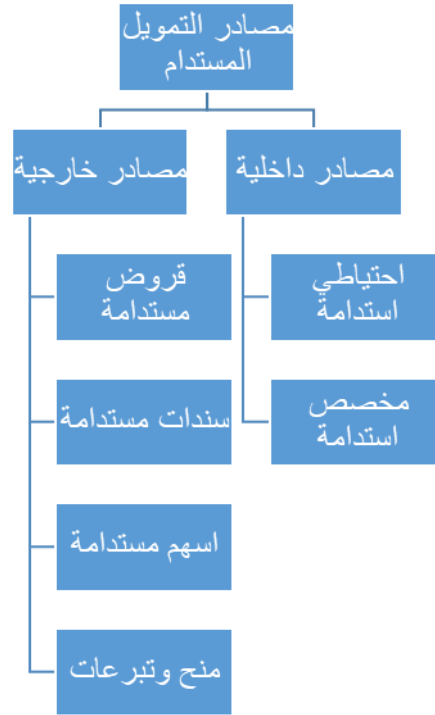 مصادر التمويل
المستدام
مصادر داخلية
مصادر خارجية
احتياطي
استدامة
مخصص
استدامة
قروض
مستدامة
سندات مستدامة
اسهم مستدامة
منح وتبرعات